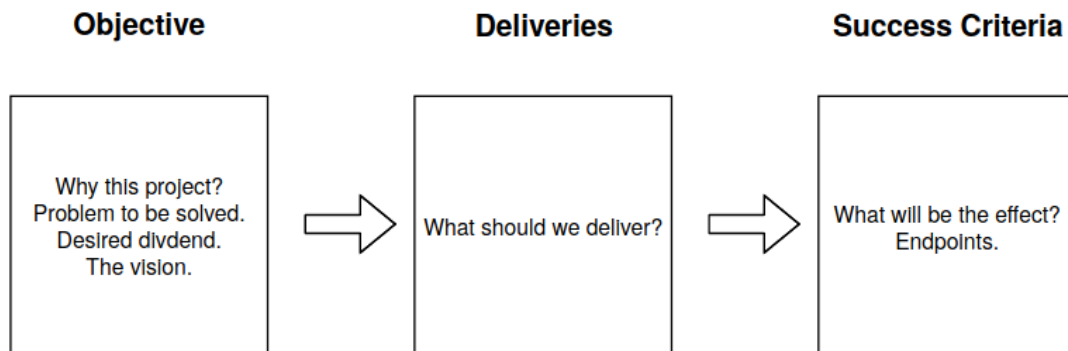 Objective
Deliveries
Success Criteria
Why this project?
Problem to be solved.
Desired divdend.
The vision.
What should we deliver?
What will be the effect?
Endpoints.